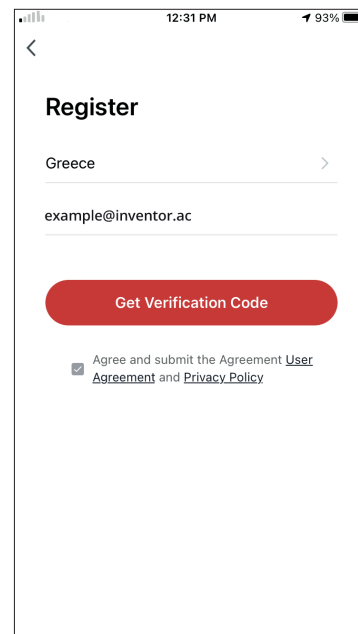 12:31 PM
93%
Register
Greece
example@inventor.ac
Get Verification Code
Agree and submit the Agreement User
Agreement and Privacy Policy